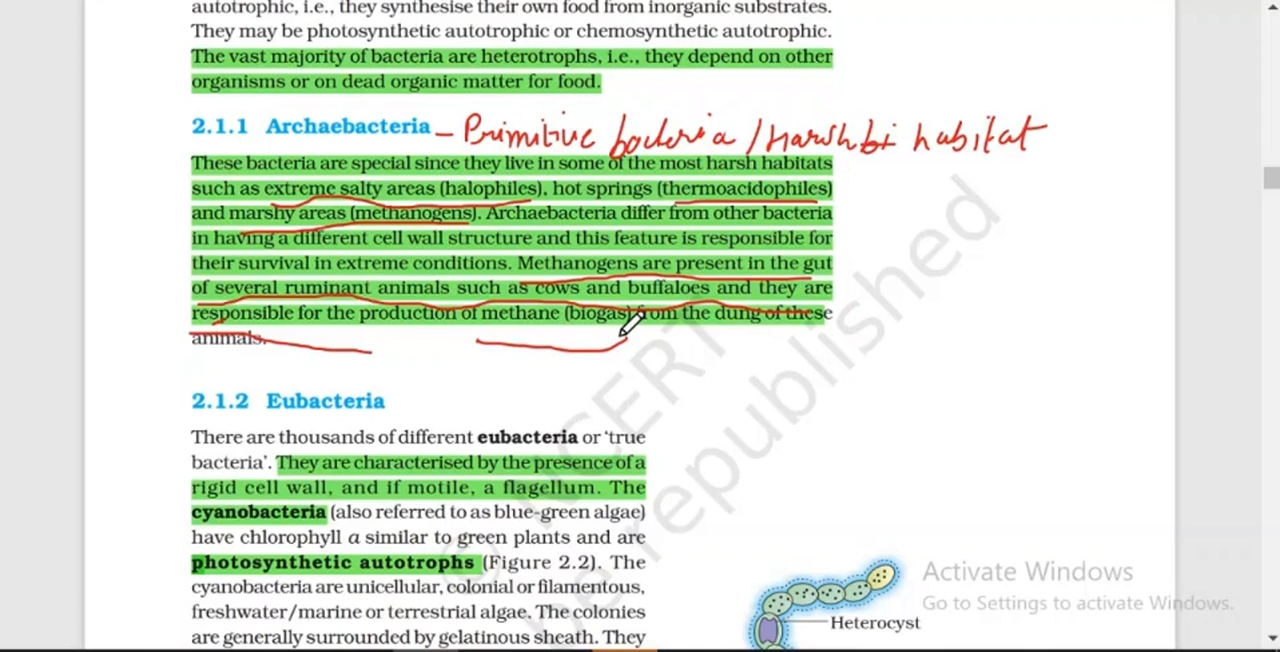 autotrophic, i.e., they synthesise their own food from inorganic substrates.
They may be photosynthetic autotrophic or chemosynthetic autotrophic.
The vast majority of bacteria are heterotrophs, i.e., they depend on other
organisms or on dead organic matter for food.
2.1.1 Archaebacteria - Primitive bacteria / Harsh habitat
These bacteria are special since they live in some of the most harsh habitats
such as extreme salty areas (halophiles), hot springs (thermoacidophiles)
and marshy areas (methanogens). Archaebacteria differ from other bacteria
in having a different cell wall structure and this feature is responsible for
their survival in extreme conditions. Methanogens are present in the gut
of several ruminant animals such as cows and buffaloes and they are
responsible for the production of methane (biogas) from the dung of these
animals.
2.1.2 Eubacteria
There are thousands of different eubacteria or 'true
bacteria'. They are characterised by the presence of a
rigid cell wall, and if motile, a flagellum. The
cyanobacteria (also referred to as blue-green algae)
have chlorophyll a similar to green plants and are
photosynthetic autotrophs (Figure 2.2). The
cyanobacteria are unicellular, colonial or filamentous,
freshwater/marine or terrestrial algae. The colonies
are generally surrounded by gelatinous sheath. They
Heterocyst
Activate Windows
Go to Settings to activate Windows.
© NCERT
be republished